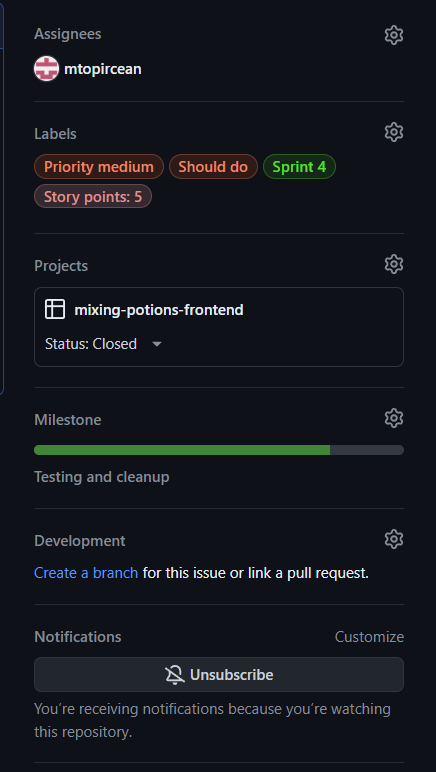 Assignees
mtopircean
Labels
Priority medium Should do Sprint 4
Story points: 5
Projects
mixing-potions-frontend
Status: Closed
Milestone
Testing and cleanup
Development
Create a branch for this issue or link a pull request.
Notifications Customize
Unsubscribe
You’re receiving notifications because you’re watching
this repository.